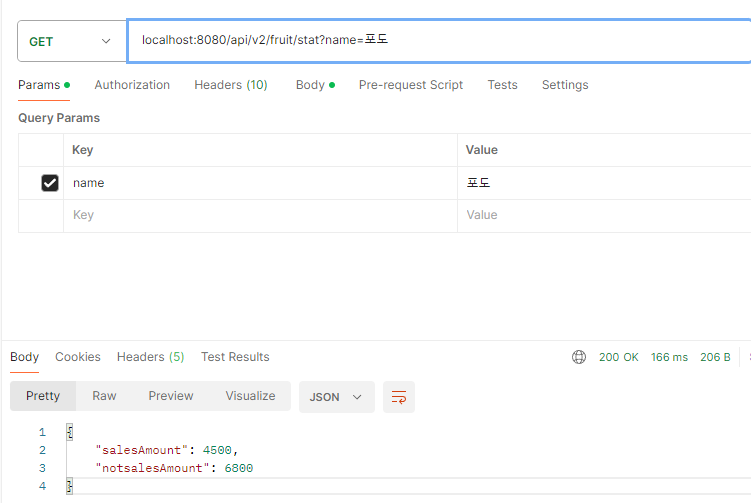 GET localhost:8080/api/v2/fruit/stat?name=포도
Params Authorization Headers (10) Body Pre-request Script Tests Settings
Query Params
Key Value
name 포도
Key Value
Body Cookies Headers (5) Test Results 200 OK 166 ms 206 B
Pretty Raw Preview Visualize JSON
1 {
2 "salesAmount": 4500,
3 "notsalesAmount": 6800
4 }